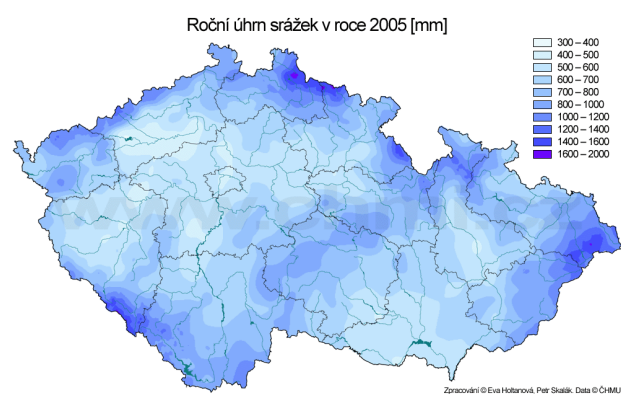 Roční úhrn srážek v roce 2005 [mm]
300 – 400
400 – 500
500 – 600
600 – 700
700 – 800
800 – 1000
1000 – 1200
1200 – 1400
1400 – 1600
1600 – 2000
Zpracování © Eva Holtanová, Petr Skalák. Data © ČHMÚ